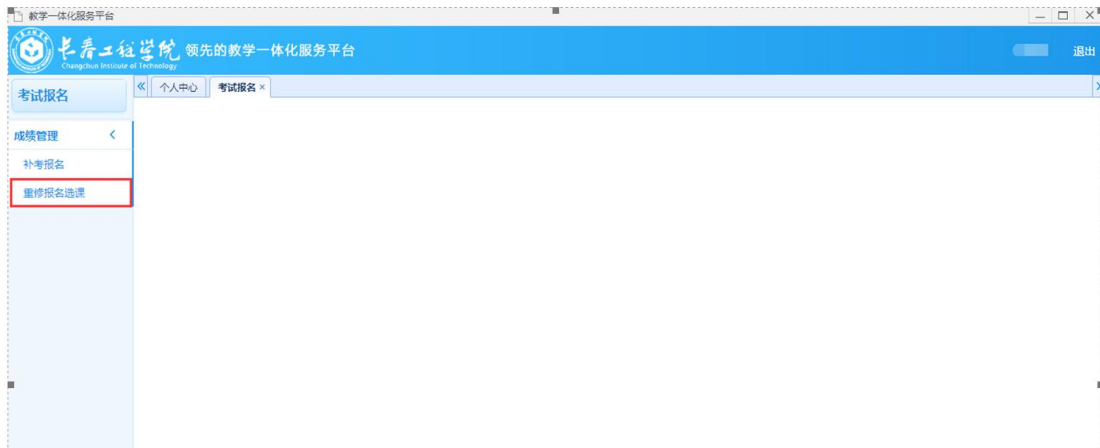 教学一体化服务平台
长春工程学院 领先的教学一体化服务平台
Changchun Institute of Technology
退出
考试报名
个人中心 考试报名
成绩管理
补考报名
重修报名选课